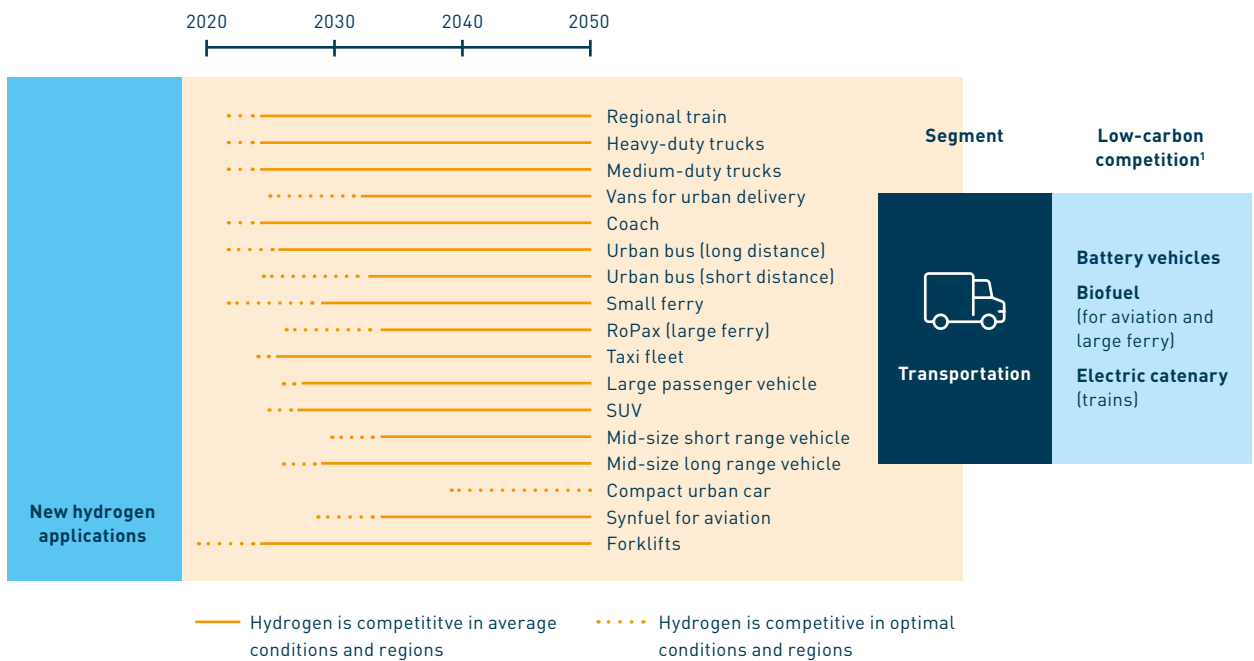 2020 2030 2040 2050
Regional train
Heavy-duty trucks
Medium-duty trucks
Vans for urban delivery
Coach
Urban bus (long distance)
Urban bus (short distance)
Small ferry
RoPax (large ferry)
Taxi fleet
Large passenger vehicle
SUV
Mid-size short range vehicle
Mid-size long range vehicle
Compact urban car
Synfuel for aviation
Forklifts
New hydrogen
applications
Segment
Transportation
Low-carbon
competition¹
Battery vehicles
Biofuel
(for aviation and
large ferry)
Electric catenary
(trains)
Hydrogen is competititve in average
conditions and regions
Hydrogen is competitive in optimal
conditions and regions